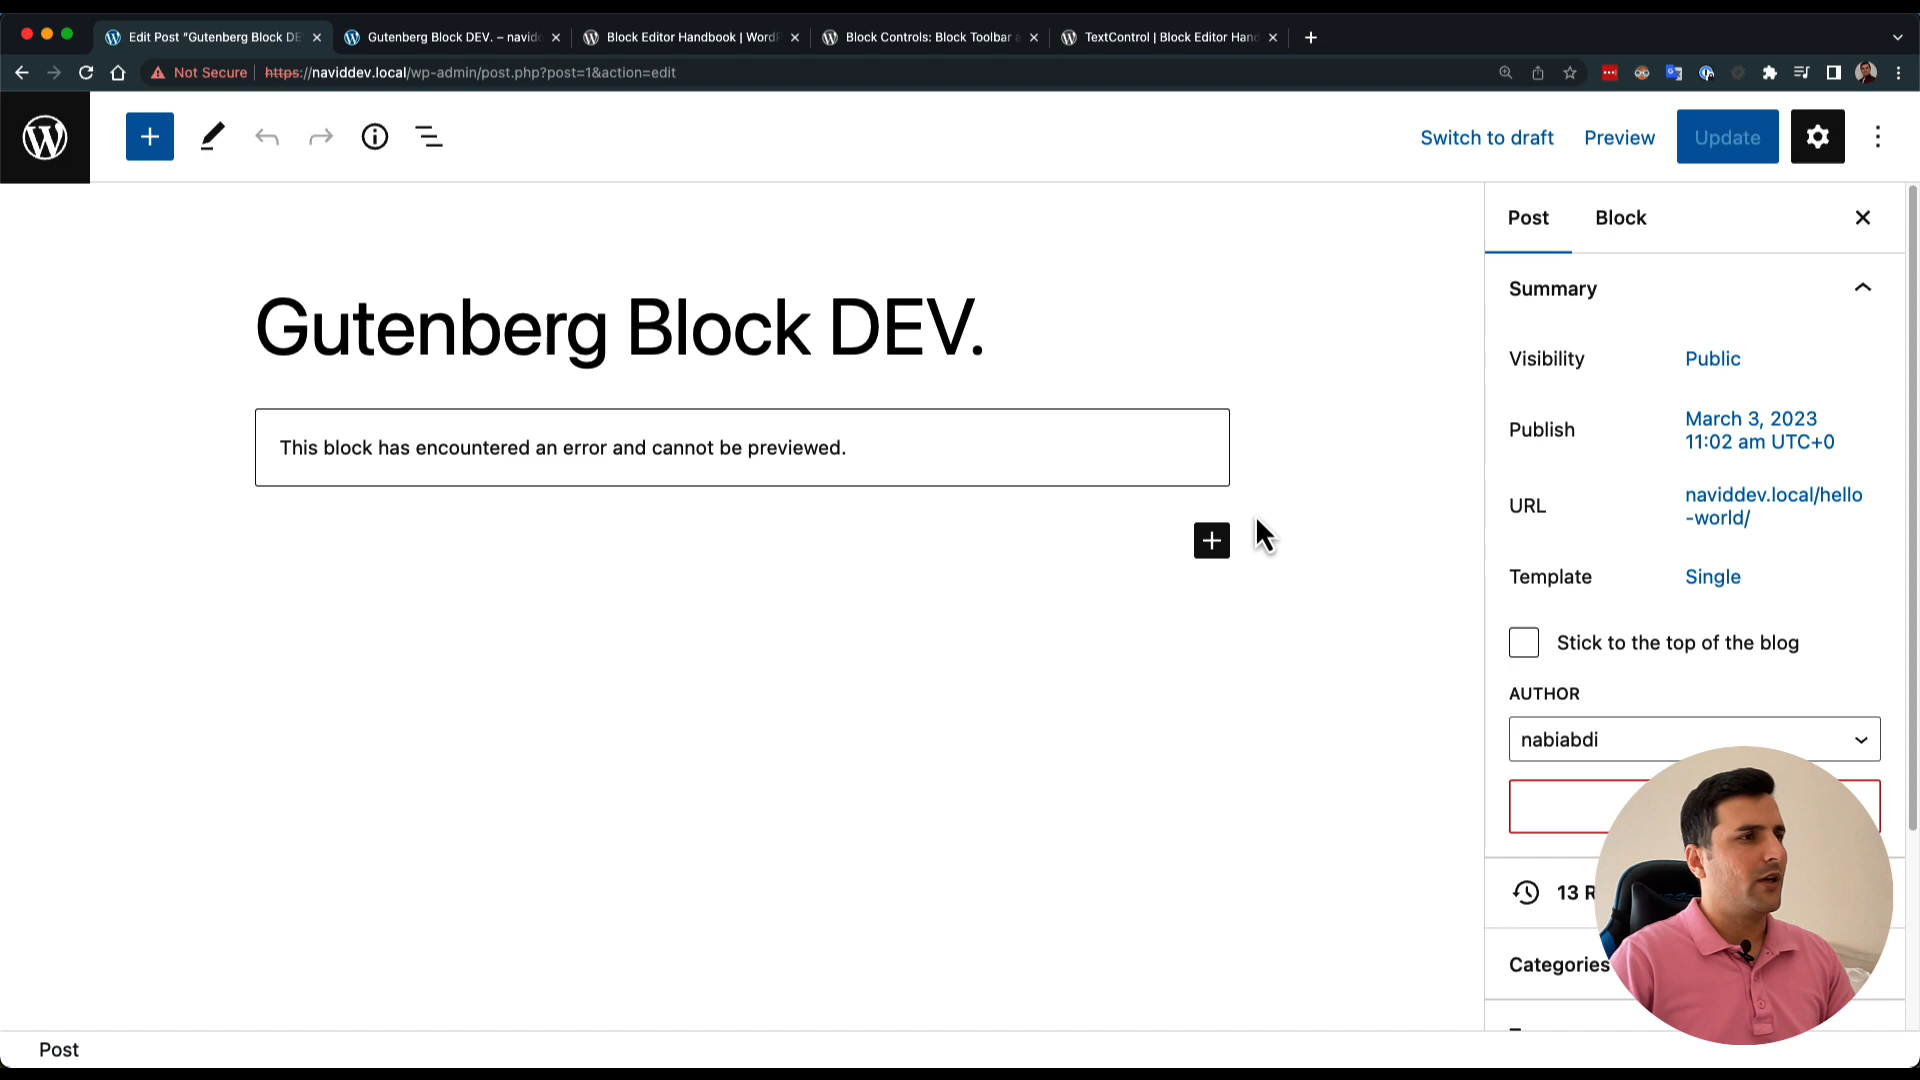 Edit Post "Gutenberg Block DE
Gutenberg Block DEV. – navid
Block Editor Handbook | Word
Block Controls: Block Toolbar
TextControl | Block Editor Han
Not Secure
https://naviddev.local/wp-admin/post.php?post=1&action=edit
Switch to draft
Preview
Update
Post
Block
Summary
Gutenberg Block DEV.
Visibility
Public
Publish
March 3, 2023
11:02 am UTC+0
This block has encountered an error and cannot be previewed.
URL
naviddev.local/hello
-world/
Template
Single
Stick to the top of the blog
AUTHOR
nabiabdi
13 R
Categories
Post